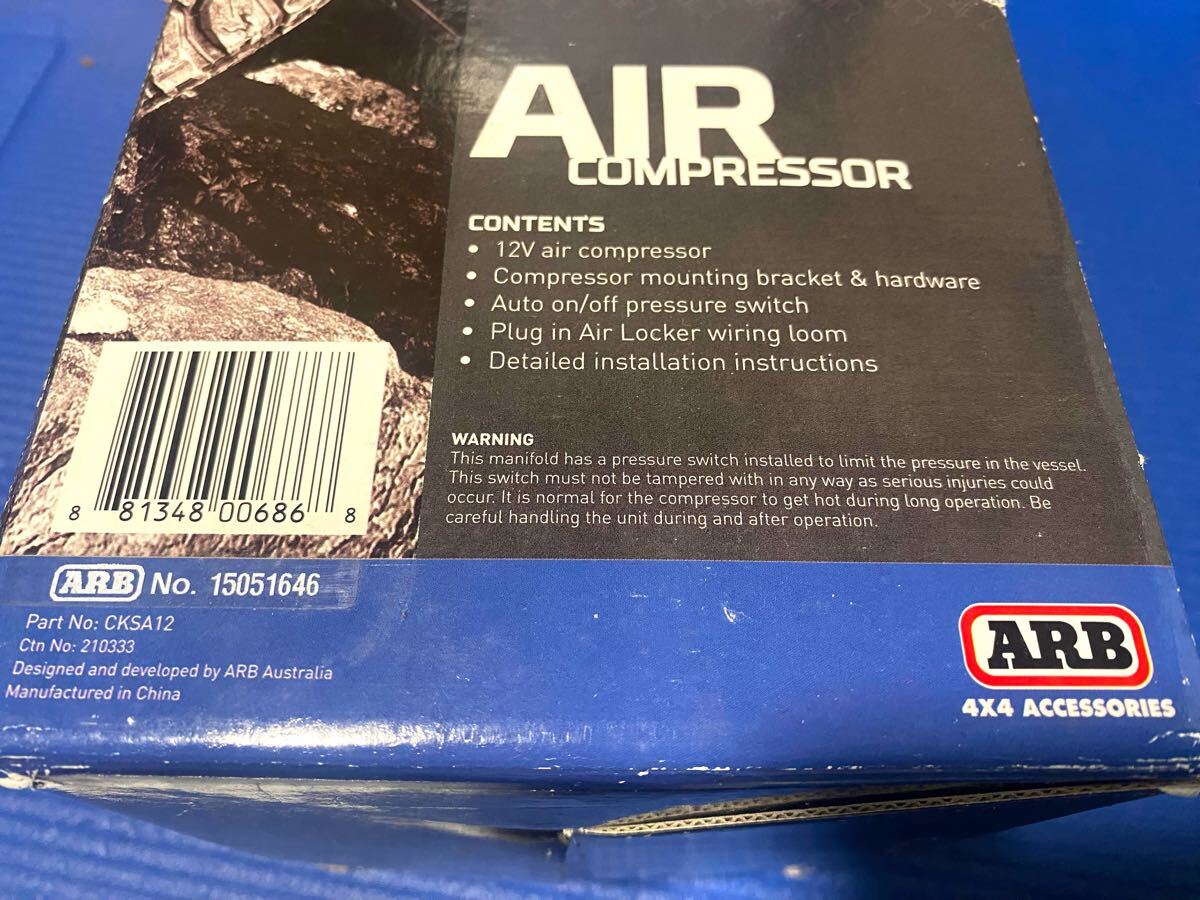 AIR
COMPRESSOR
CONTENTS
• 12V air compressor
• Compressor mounting bracket & hardware
• Auto on/off pressure switch
• Plug in Air Locker wiring loom
• Detailed installation instructions
WARNING
This manifold has a pressure switch installed to limit the pressure in the vessel.
This switch must not be tampered with in any way as serious injuries could
occur. It is normal for the compressor to get hot during long operation. Be
careful handling the unit during and after operation.
8 81348 00686 8
ARB No. 15051646
Part No: CKSA12
Ctn No: 210333
Designed and developed by ARB Australia
Manufactured in China
ARB
4X4 ACCESSORIES